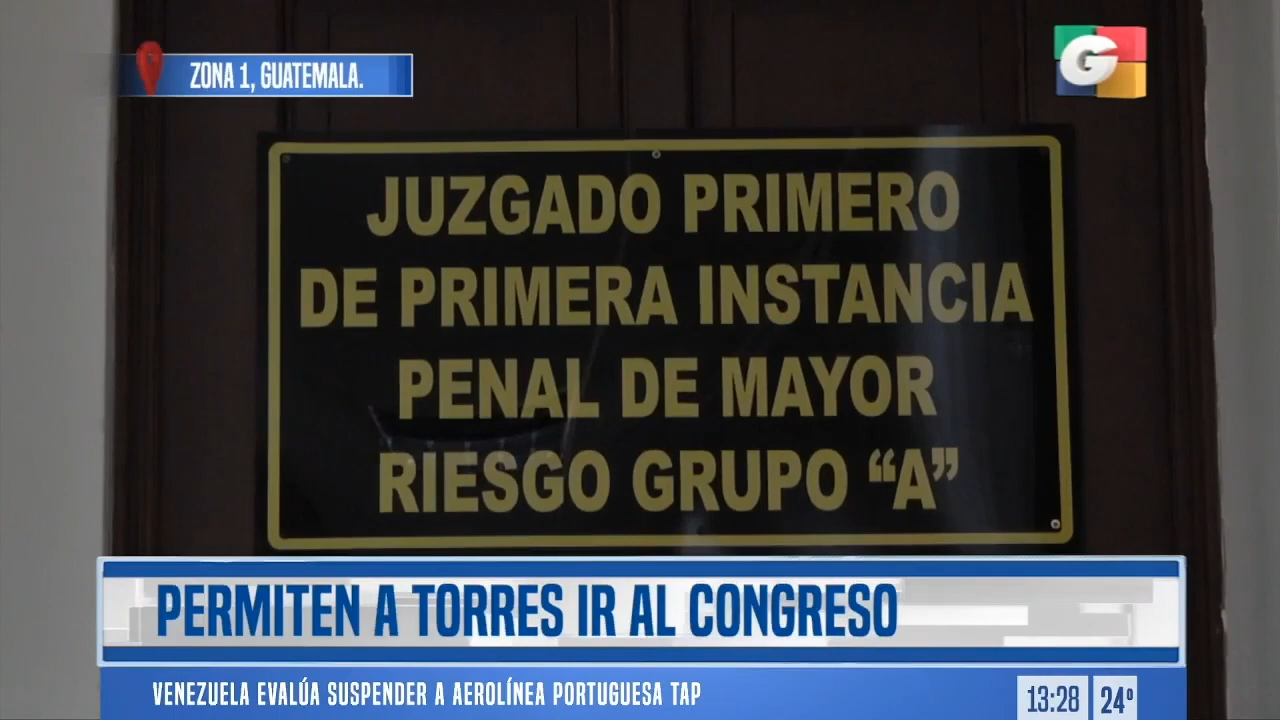 ZONA 1, GUATEMALA.
G
JUZGADO PRIMERO
DE PRIMERA INSTANCIA
PENAL DE MAYOR
RIESGO GRUPO “A”
PERMITEN A TORRES IR AL CONGRESO
VENEZUELA EVALÚA SUSPENDER A AEROLÍNEA PORTUGUESA TAP
13:28 24°